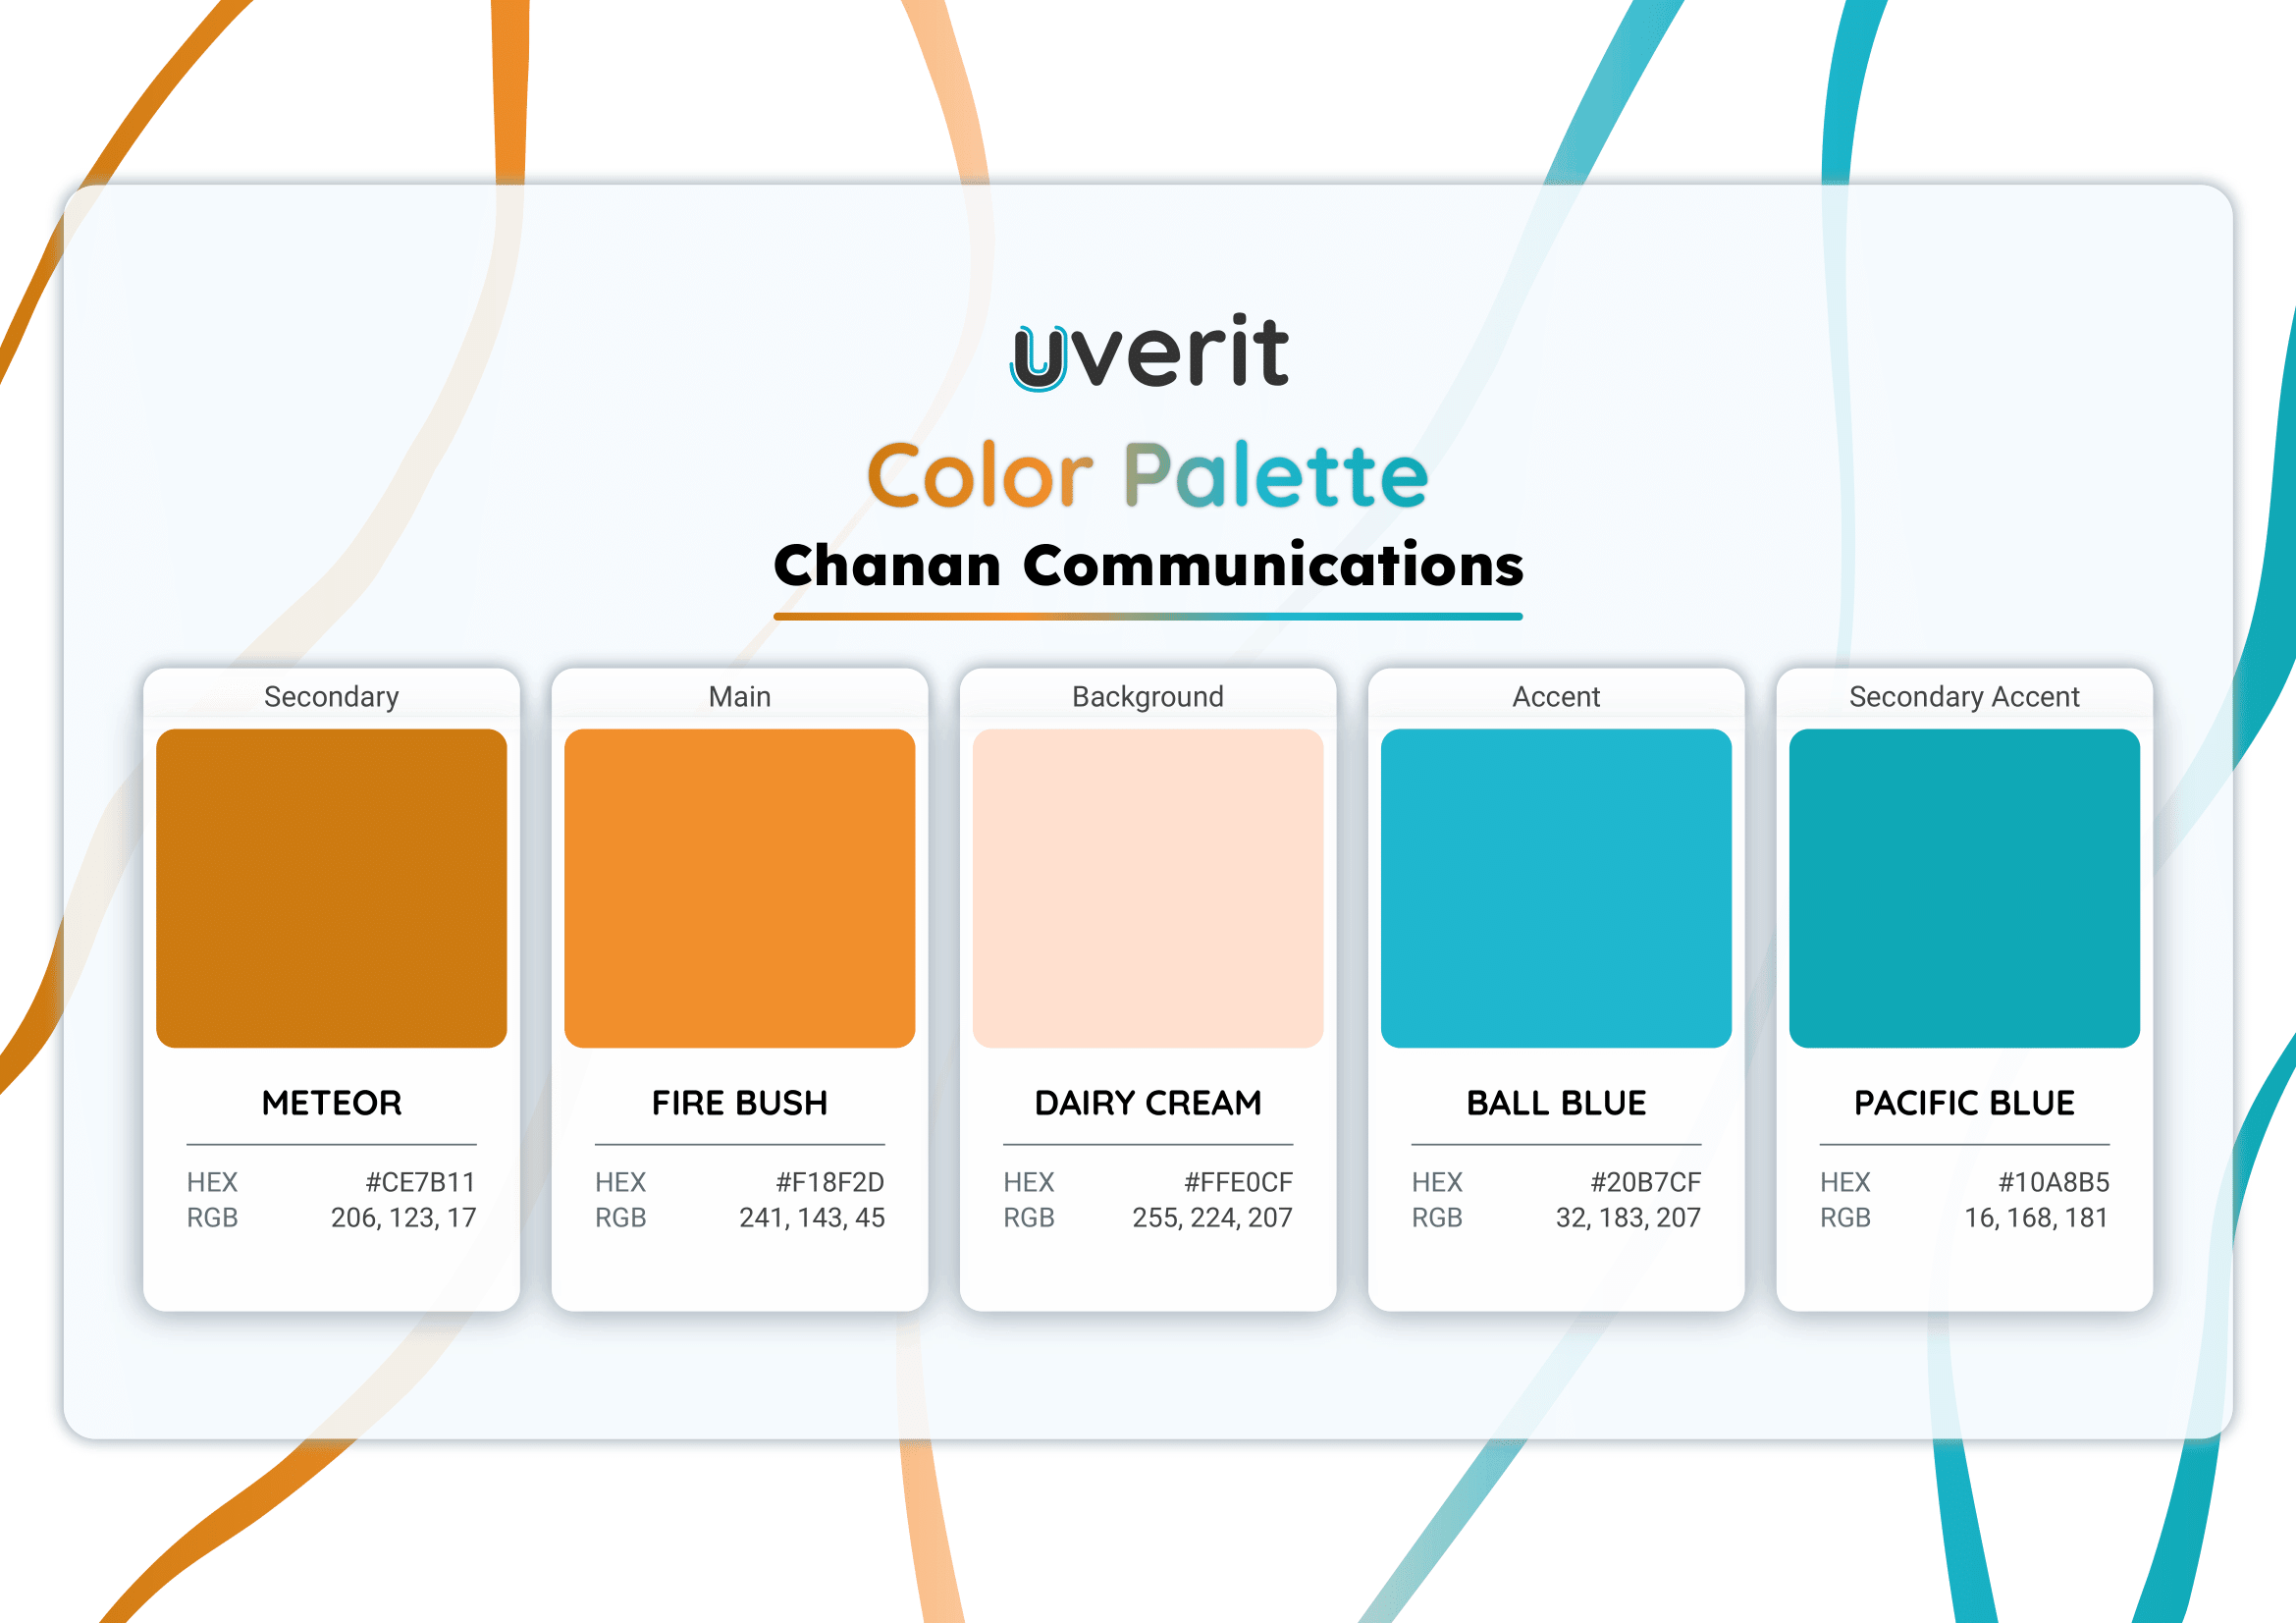 uverit
Color Palette
Chanan Communications
Secondary
METEOR
HEX #CE7B11
RGB 206, 123, 17
Main
FIRE BUSH
HEX #F18F2D
RGB 241, 143, 45
Background
DAIRY CREAM
HEX #FFE0CF
RGB 255, 224, 207
Accent
BALL BLUE
HEX #20B7CF
RGB 32, 183, 207
Secondary Accent
PACIFIC BLUE
HEX #10A8B5
RGB 16, 168, 181